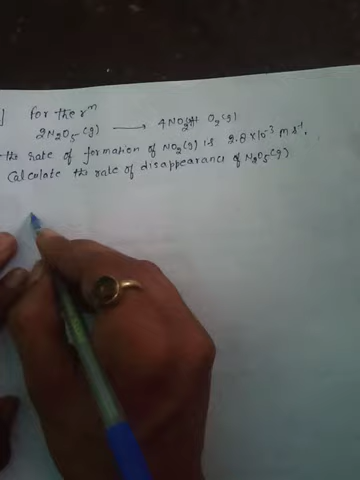 ] For the rxn
2N2O5(g) ⟶ 4NO2+ O2(g)
the rate of formation of NO2(g) is 2.8×10-3 M s-1.
Calculate the rate of disappearance of N2O5(g)